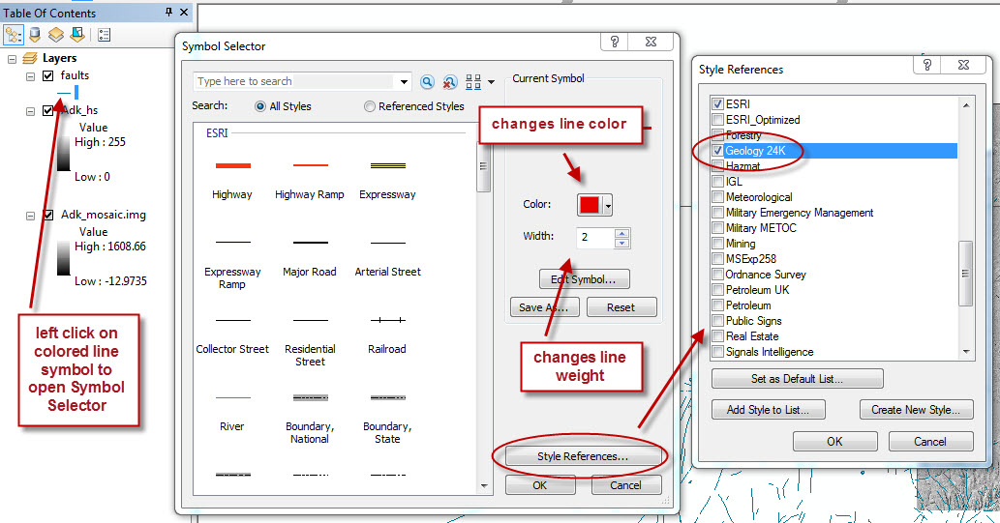 Table Of Contents
Layers
faults
Adk_hs
Value
High : 255
Low : 0
Adk_mosaic.img
Value
High : 1608.66
Low : -12.9735
left click on
colored line
symbol to
open Symbol
Selector
Symbol Selector
Type here to search
Search:
All Styles
Referenced Styles
ESRI
Highway
Highway Ramp
Expressway
Expressway
Ramp
Major Road
Arterial Street
Collector Street
Residential
Street
Railroad
River
Boundary,
National
Boundary,
State
Current Symbol
changes line color
Color:
Width:
2
Edit Symbol...
Save As...
Reset
changes line
weight
Style References...
OK
Cancel
Style References
ESRI
ESRI_Optimized
Forestry
Geology 24K
Hazmat
IGL
Meteorological
Military Emergency Management
Military METOC
Mining
MSExp258
Ordnance Survey
Petroleum UK
Petroleum
Public Signs
Real Estate
Signals Intelligence
Set as Default List...
Add Style to List...
Create New Style...
OK
Cancel